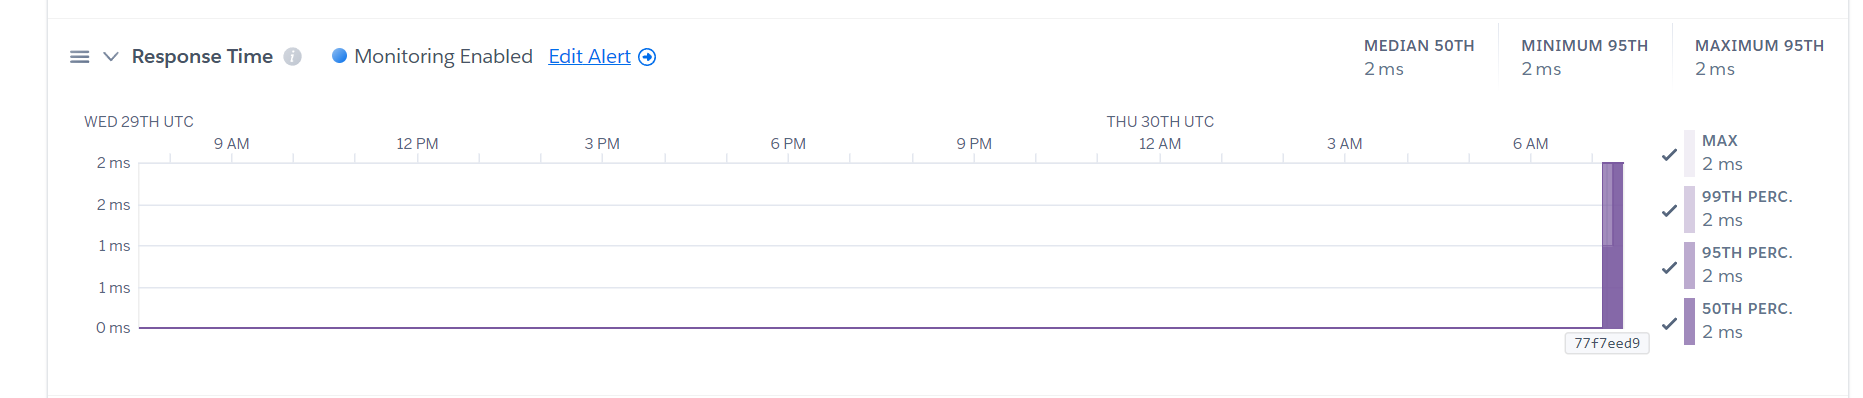 Response Time i Monitoring Enabled Edit Alert
MEDIAN 50TH
2 ms
MINIMUM 95TH
2 ms
MAXIMUM 95TH
2 ms
WED 29TH UTC
THU 30TH UTC
9 AM 12 PM 3 PM 6 PM 9 PM 12 AM 3 AM 6 AM
2 ms
2 ms
1 ms
1 ms
0 ms
77f7eed9
MAX
2 ms
99TH PERC.
2 ms
95TH PERC.
2 ms
50TH PERC.
2 ms